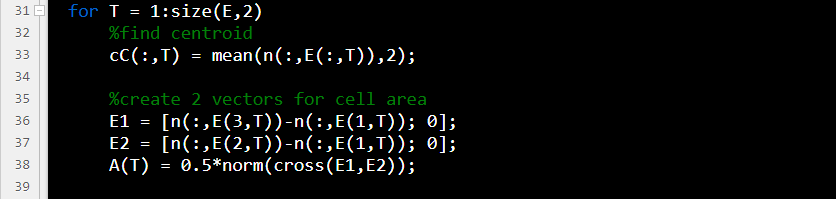 31 for T = 1:size(E,2)
32 %find centroid
33 cC(:,T) = mean(n(:,E(:,T)),2);
34
35 %create 2 vectors for cell area
36 E1 = [n(:,E(3,T))-n(:,E(1,T)); 0];
37 E2 = [n(:,E(2,T))-n(:,E(1,T)); 0];
38 A(T) = 0.5*norm(cross(E1,E2));
39